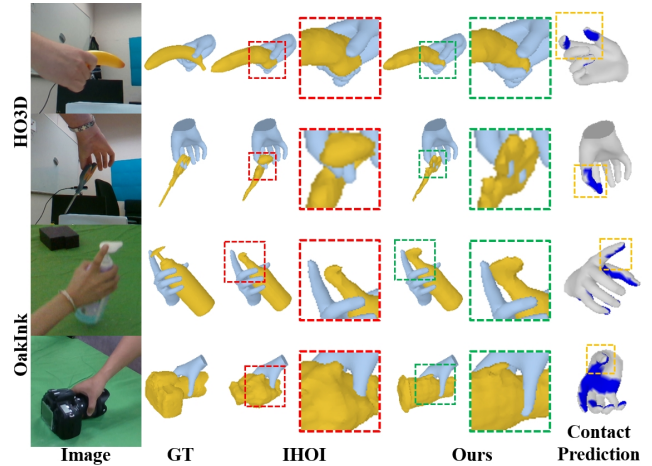 HO3D
OakInk
Image
GT
IHOI
Ours
Contact
Prediction